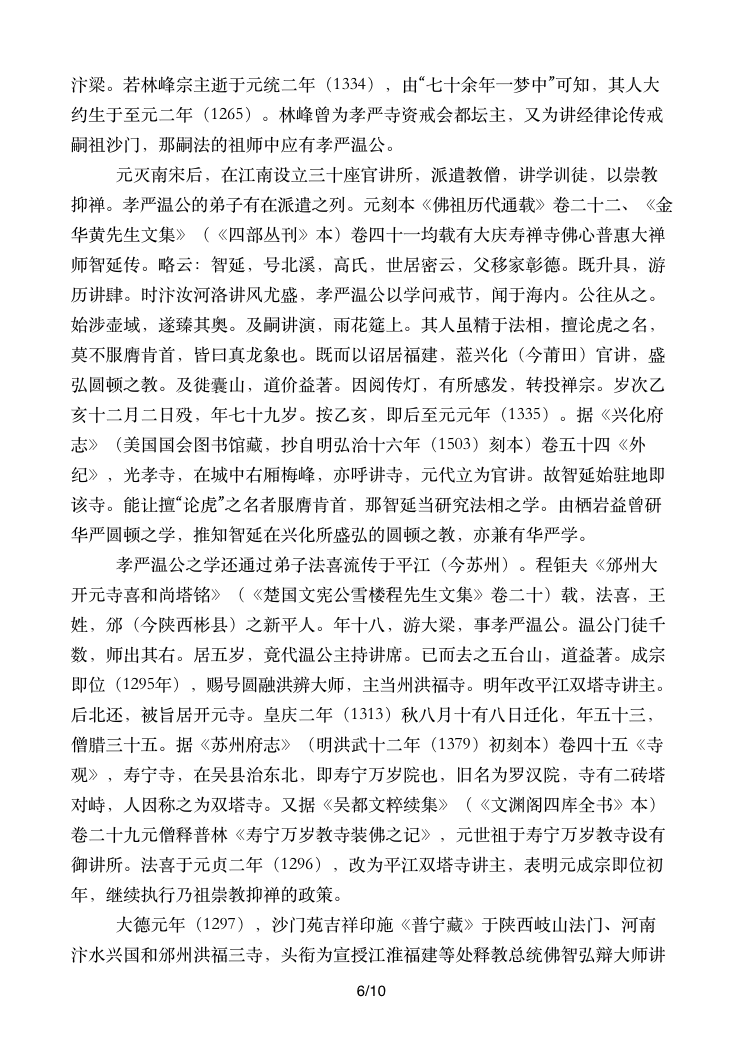 汴梁。若林峰宗主逝于元统二年（1334），由“七十余年一梦中”可知，其人大
约生于至元二年（1265）。林峰曾为孝严寺资戒会都坛主，又为讲经律论传戒
嗣祖沙门，那嗣法的祖师中应有孝严温公。
元灭南宋后，在江南设立三十座官讲所，派遣教僧，讲学训徒，以崇教
抑禅。孝严温公的弟子有在派遣之列。元刻本《佛祖历代通载》卷二十二、《金
华黄先生文集》（《四部丛刊》本）卷四十一均载有大庆寿禅寺佛心普惠大禅
师智延传。略云：智延，号北溪，高氏，世居密云，父移家彰德。既升具，游
历讲肆。时汴汝河洛讲风尤盛，孝严温公以学问戒节，闻于海内。公往从之。
始涉壶域，遂臻其奥。及嗣讲演，雨花筵上。其人虽精于法相，擅论虎之名，
莫不服膺肯首，皆曰真龙象也。既而以诏居福建，莅兴化（今莆田）官讲，盛
弘圆顿之教。及徙囊山，道价益著。因阅传灯，有所感发，转投禅宗。岁次乙
亥十二月二日殁，年七十九岁。按乙亥，即后至元元年（1335）。据《兴化府
志》（美国国会图书馆藏，抄自明弘治十六年（1503）刻本）卷五十四《外
纪》，光孝寺，在城中右厢梅峰，亦呼讲寺，元代立为官讲。故智延始驻地即
该寺。能让擅“论虎”之名者服膺肯首，那智延当研究法相之学。由栖岩益曾研
华严圆顿之学，推知智延在兴化所盛弘的圆顿之教，亦兼有华严学。
孝严温公之学还通过弟子法喜流传于平江（今苏州）。程钜夫《邠州大
开元寺喜和尚塔铭》（《楚国文宪公雪楼程先生文集》卷二十）载，法喜，王
姓，邠（今陕西彬县）之新平人。年十八，游大梁，事孝严温公。温公门徒千
数，师出其右。居五岁，竟代温公主持讲席。已而去之五台山，道益著。成宗
即位（1295年），赐号圆融洪辨大师，主当州洪福寺。明年改平江双塔寺讲主。
后北还，被旨居开元寺。皇庆二年（1313）秋八月十有八日迁化，年五十三，
僧腊三十五。据《苏州府志》（明洪武十二年（1379）初刻本）卷四十五《寺
观》，寿宁寺，在吴县治东北，即寿宁万岁院也，旧名为罗汉院，寺有二砖塔
对峙，人因称之为双塔寺。又据《吴都文粹续集》（《文渊阁四库全书》本）
卷二十九元僧释普林《寿宁万岁教寺装佛之记》，元世祖于寿宁万岁教寺设有
御讲所。法喜于元贞二年（1296），改为平江双塔寺讲主，表明元成宗即位初
年，继续执行乃祖崇教抑禅的政策。
大德元年（1297），沙门苑吉祥印施《普宁藏》于陕西岐山法门、河南
汴水兴国和邠州洪福三寺，头衔为宣授江淮福建等处释教总统佛智弘辩大师讲
6/10